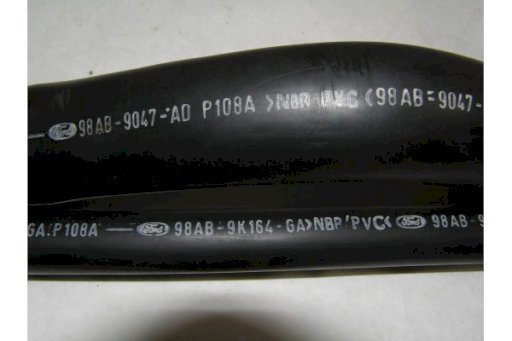 Ford 98AB-9047-AD P108A >NBR PVC< 98AB-9047-
GA.P108A — Ford 98AB-9K164-GA>NBR/PVC< Ford 98AB-9